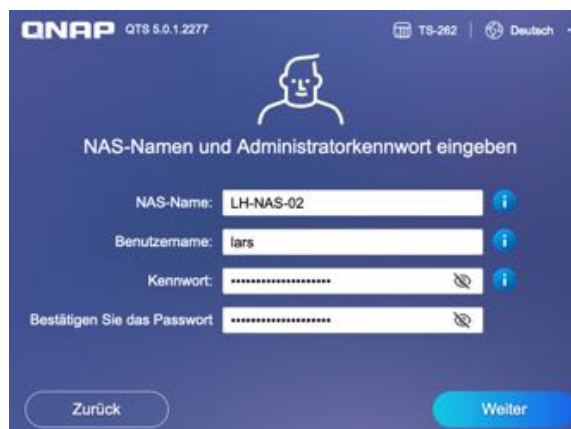 QNAP QTS 5.0.1.2277 TS-262 Deutsch
NAS-Namen und Administratorkennwort eingeben
NAS-Name: LH-NAS-02
Benutzername: lars
Kennwort: ••••••••••••••••••••
Bestätigen Sie das Passwort ••••••••••••••••••••
Zurück Weiter